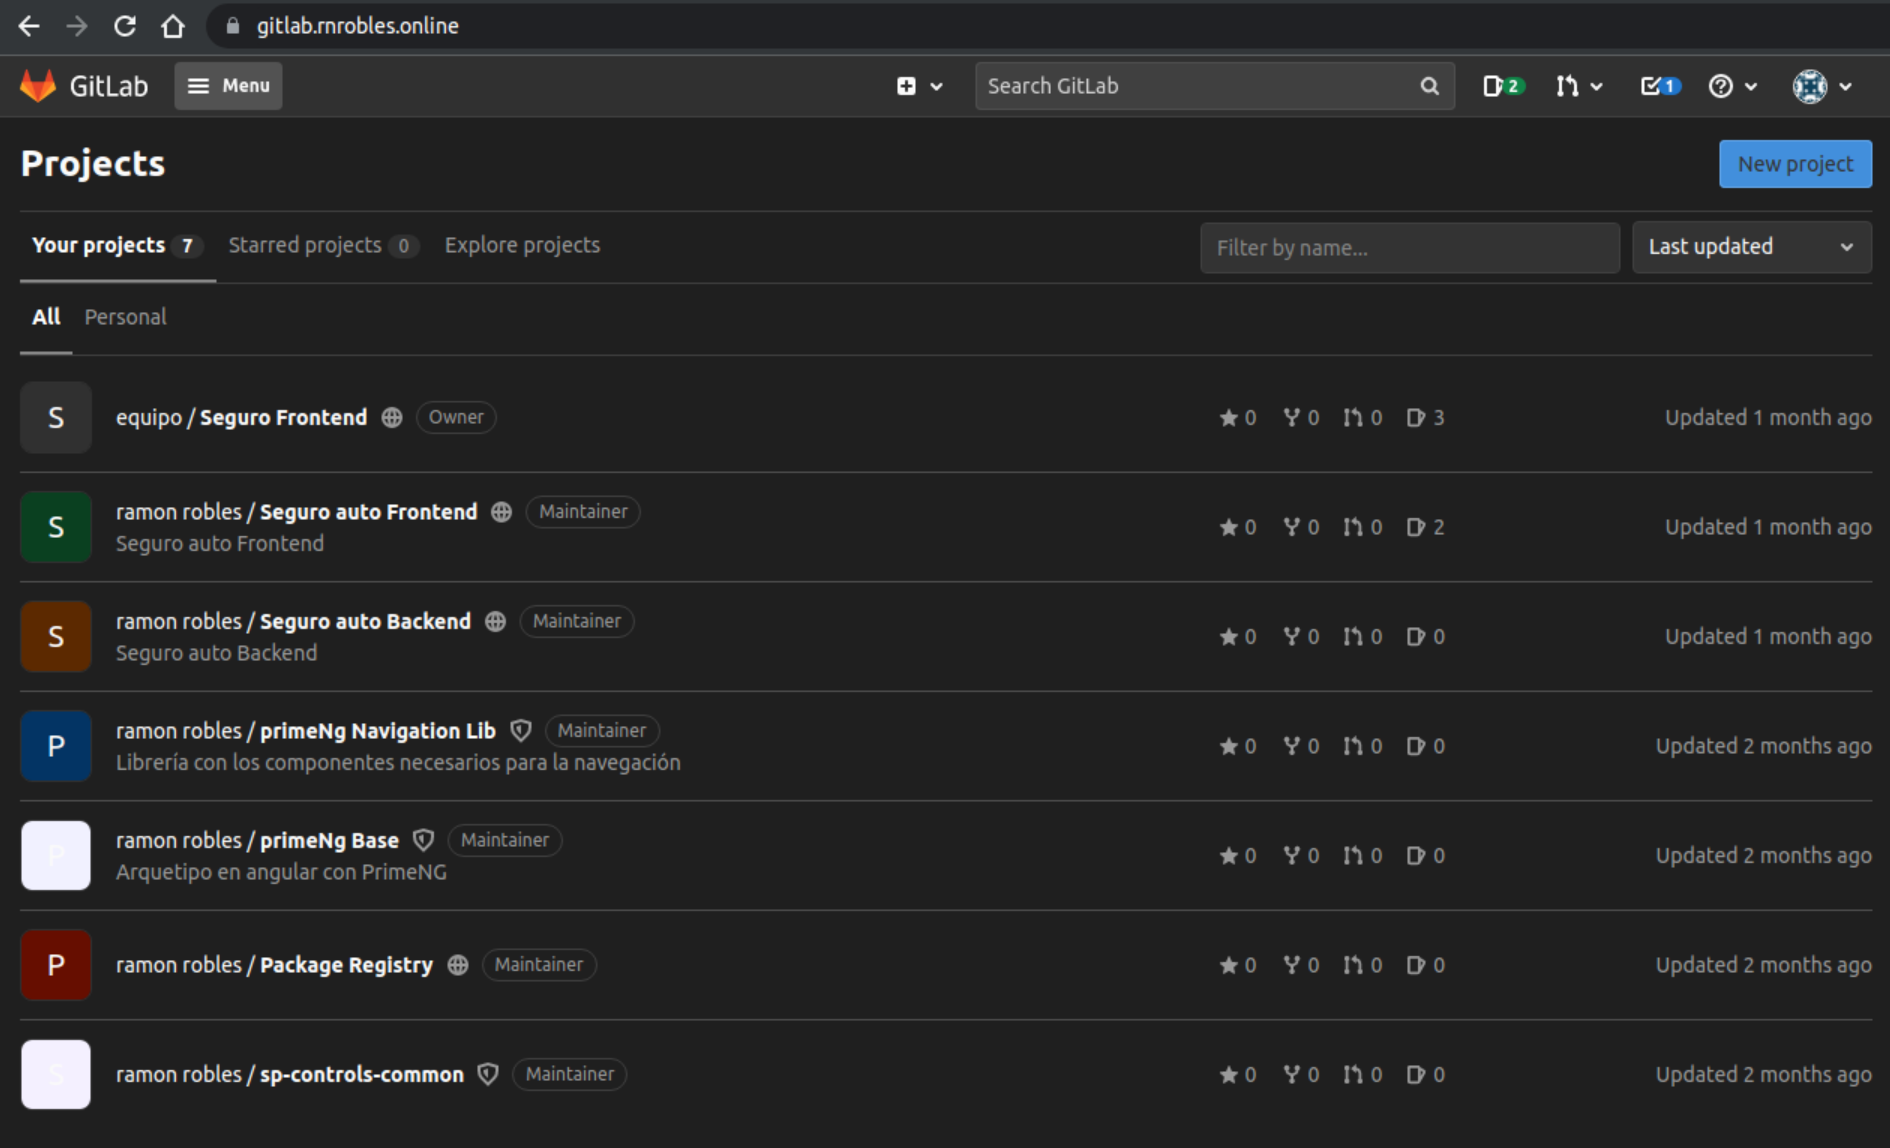 gitlab.rnrobles.online
GitLab Menu Search GitLab 2 1
Projects New project
Your projects 7 Starred projects 0 Explore projects Filter by name... Last updated
All Personal
S equipo / Seguro Frontend Owner 0 0 0 3 Updated 1 month ago
S ramon robles / Seguro auto Frontend Maintainer 0 0 0 2 Updated 1 month ago
Seguro auto Frontend
S ramon robles / Seguro auto Backend Maintainer 0 0 0 0 Updated 1 month ago
Seguro auto Backend
P ramon robles / primeNg Navigation Lib Maintainer 0 0 0 0 Updated 2 months ago
Librería con los componentes necesarios para la navegación
P ramon robles / primeNg Base Maintainer 0 0 0 0 Updated 2 months ago
Arquetipo en angular con PrimeNG
P ramon robles / Package Registry Maintainer 0 0 0 0 Updated 2 months ago
S ramon robles / sp-controls-common Maintainer 0 0 0 0 Updated 2 months ago